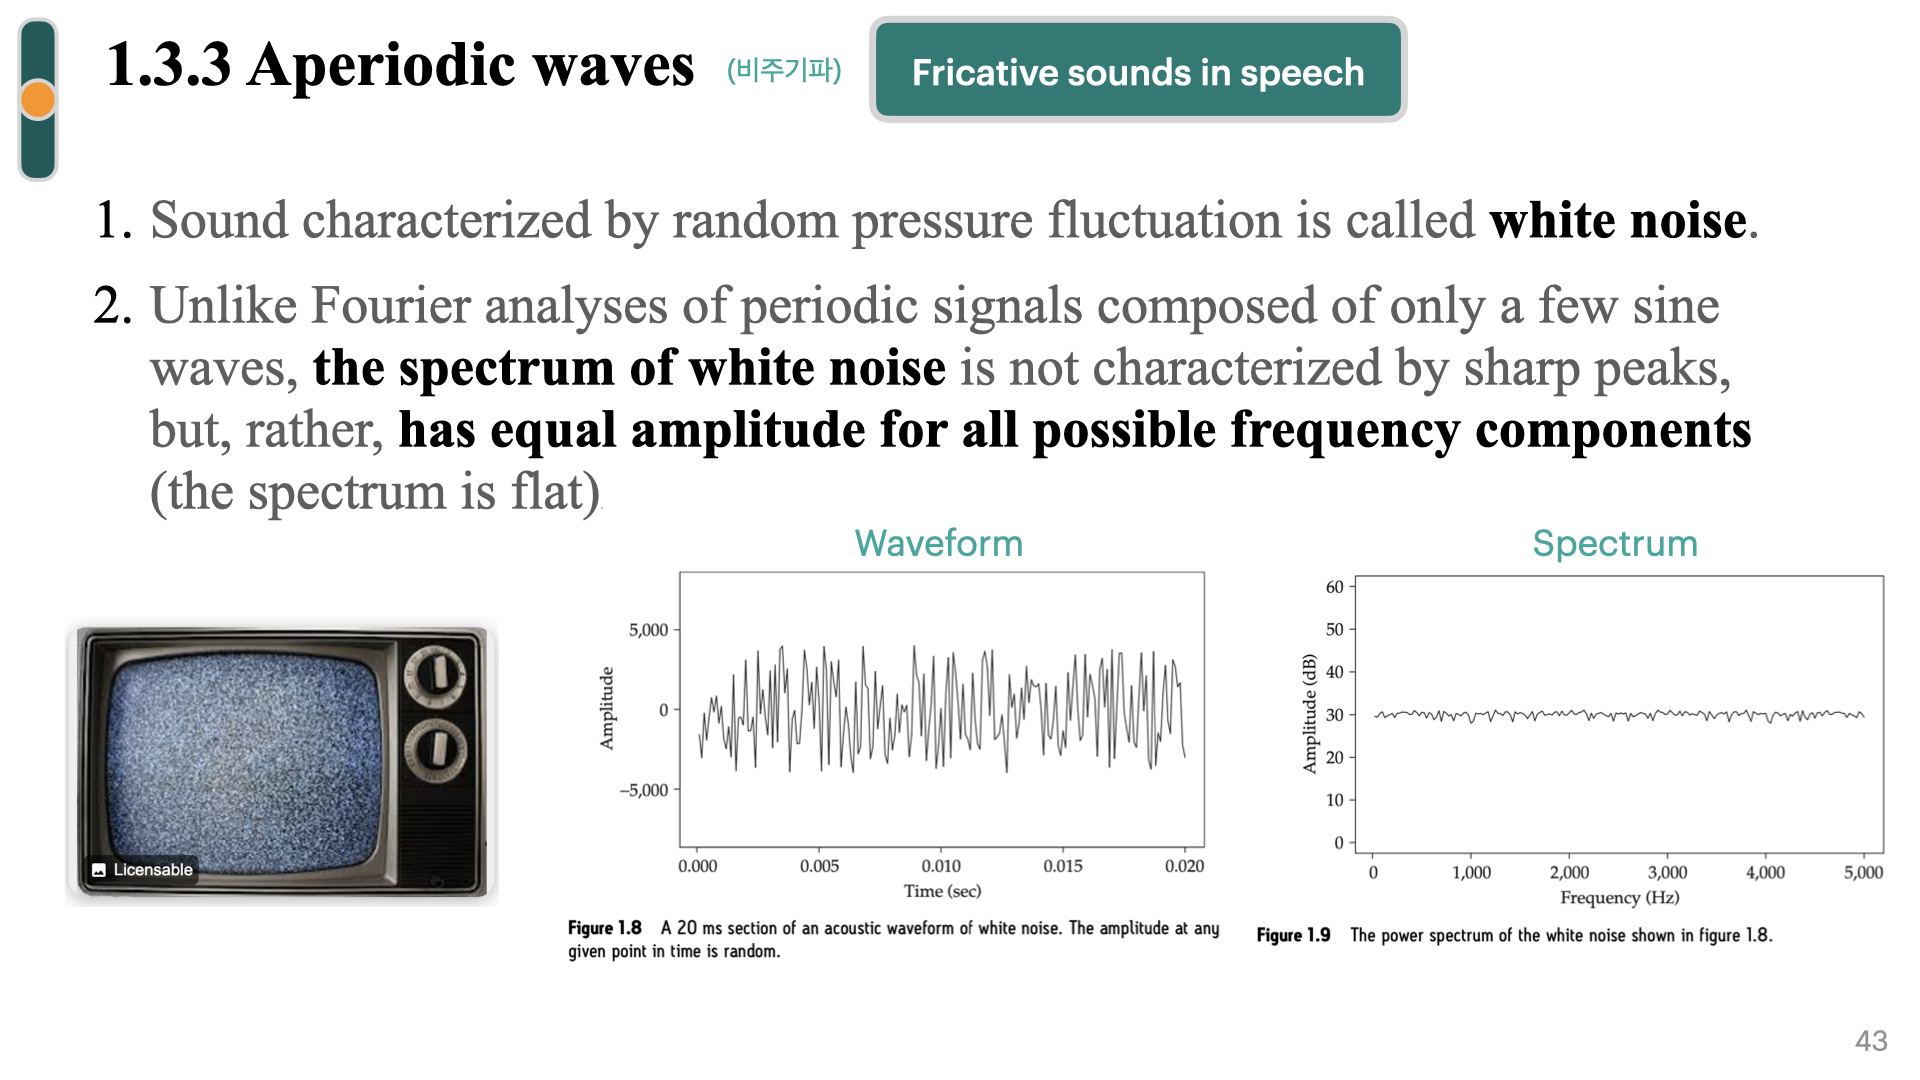 1.3.3 Aperiodic waves (비주기파)
Fricative sounds in speech
1. Sound characterized by random pressure fluctuation is called white noise.
2. Unlike Fourier analyses of periodic signals composed of only a few sine
waves, the spectrum of white noise is not characterized by sharp peaks,
but, rather, has equal amplitude for all possible frequency components
(the spectrum is flat).
Licensable
Waveform
5,000
0
−5,000
Amplitude
0.000 0.005 0.010 0.015 0.020
Time (sec)
Figure 1.8 A 20 ms section of an acoustic waveform of white noise. The amplitude at any
given point in time is random.
Spectrum
60
50
40
30
20
10
0
Amplitude (dB)
0 1,000 2,000 3,000 4,000 5,000
Frequency (Hz)
Figure 1.9 The power spectrum of the white noise shown in figure 1.8.
43